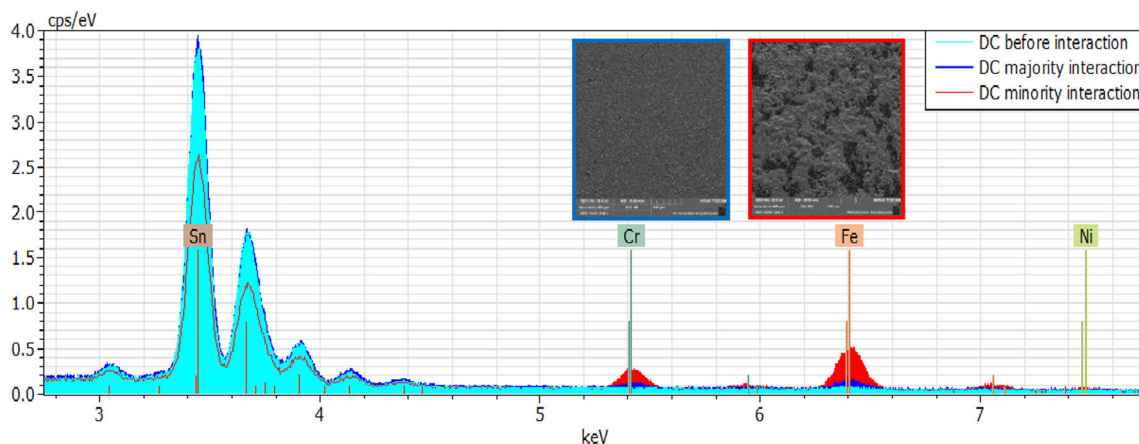 cps/eV
4.0
3.5
3.0
2.5
2.0
1.5
1.0
0.5
0.0
DC before interaction
DC majority interaction
DC minority interaction
Sn
Cr
Fe
Ni
3
4
5
6
7
keV